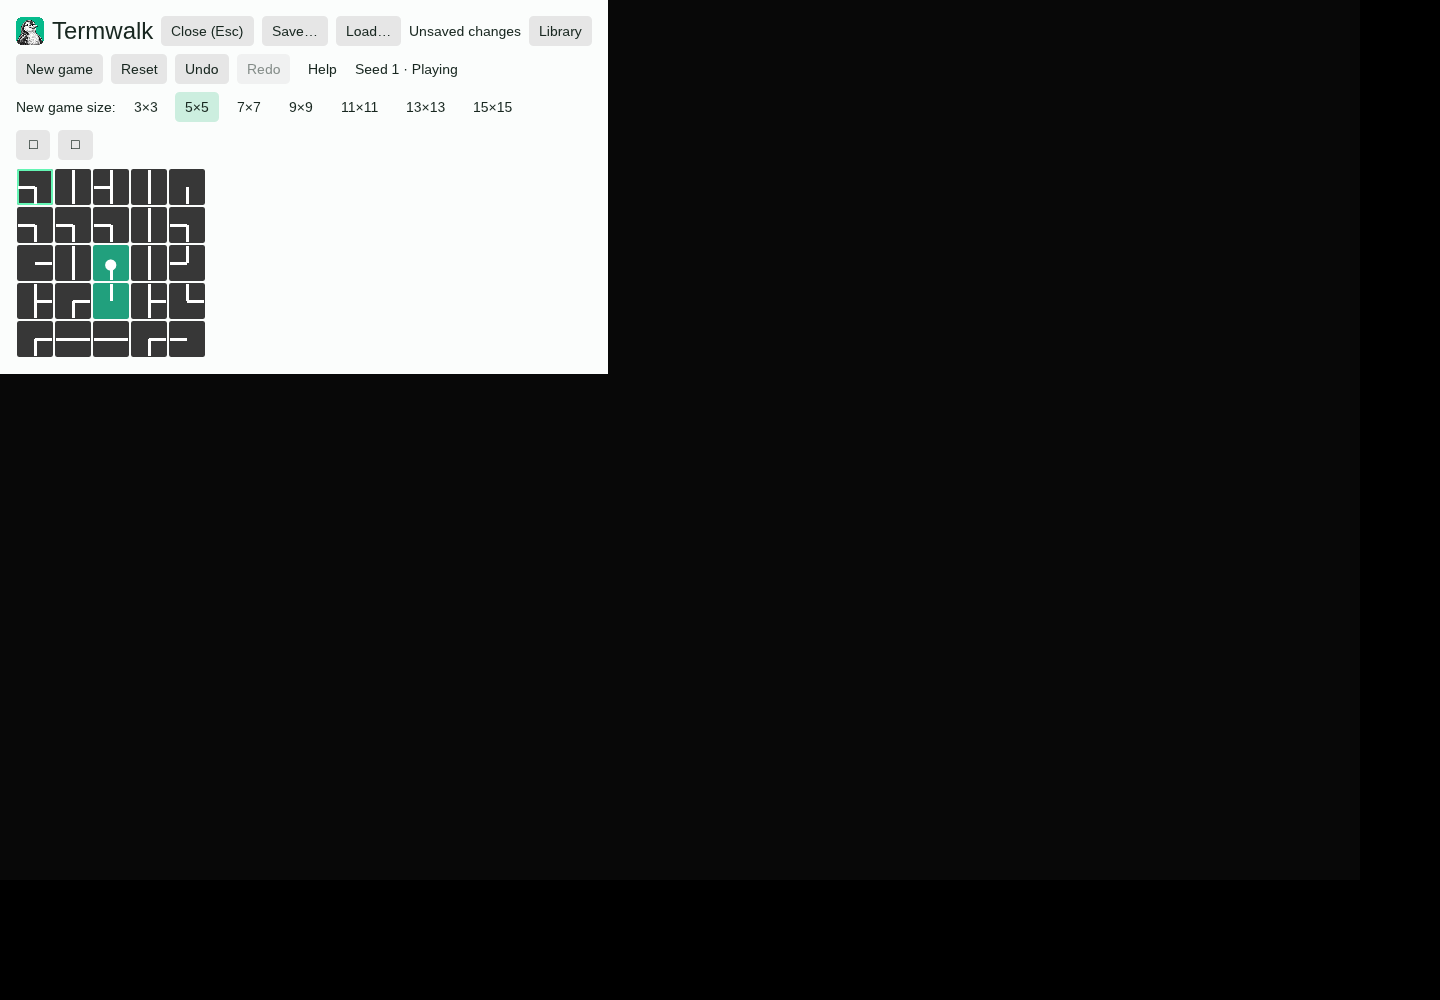 Termwalk Close (Esc) Save… Load… Unsaved changes Library
New game Reset Undo Redo Help Seed 1 · Playing
New game size: 3×3 5×5 7×7 9×9 11×11 13×13 15×15